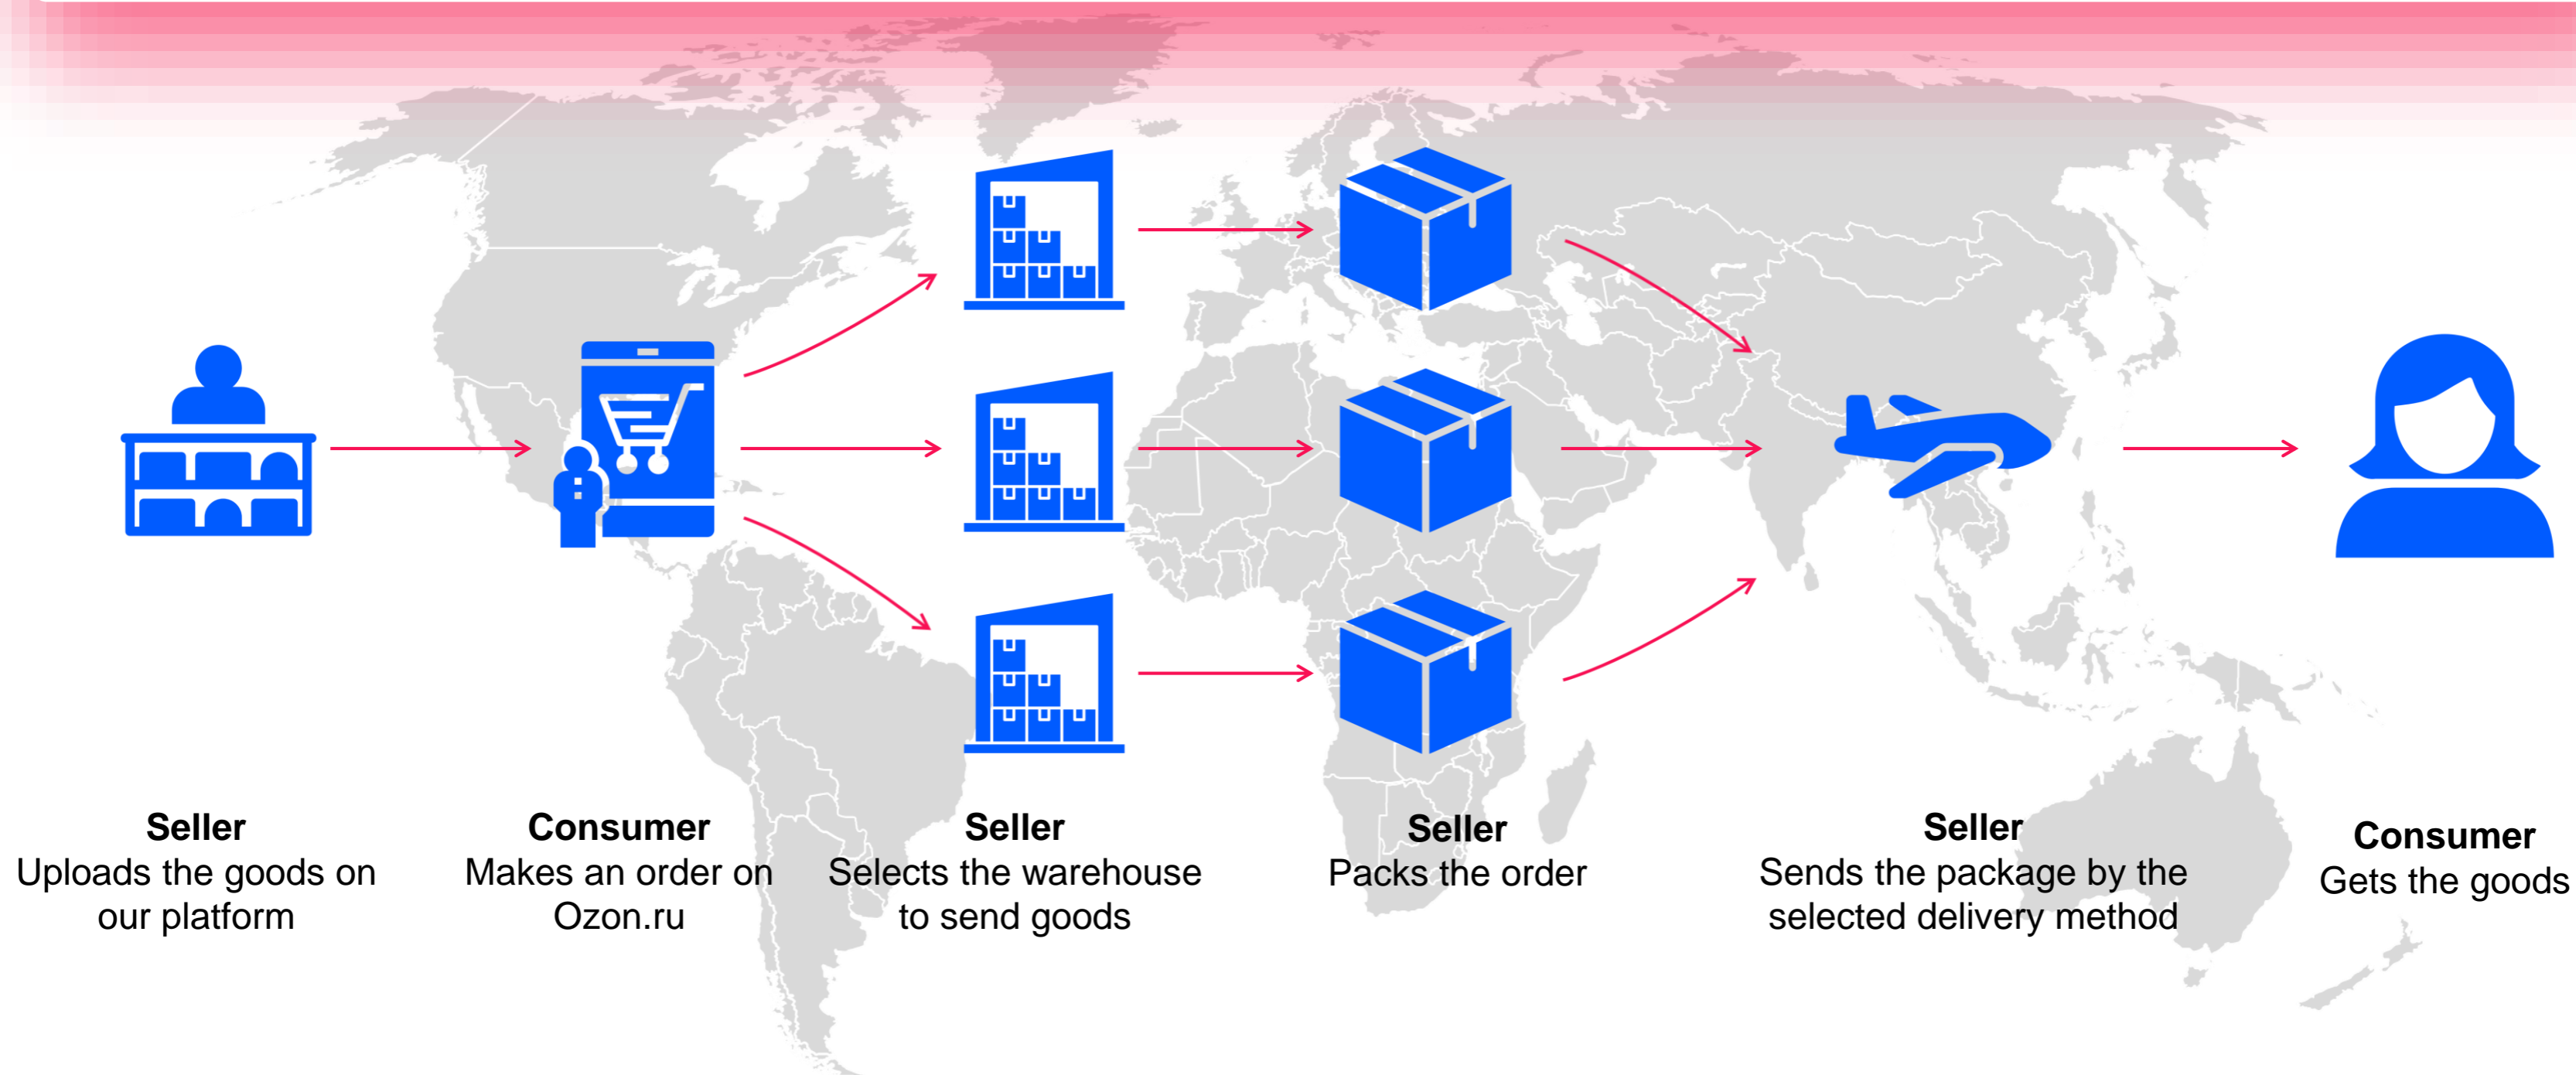 Seller
Uploads the goods on
our platform
Consumer
Makes an order on
Ozon.ru
Seller
Selects the warehouse
to send goods
Seller
Packs the order
Seller
Sends the package by the
selected delivery method
Consumer
Gets the goods